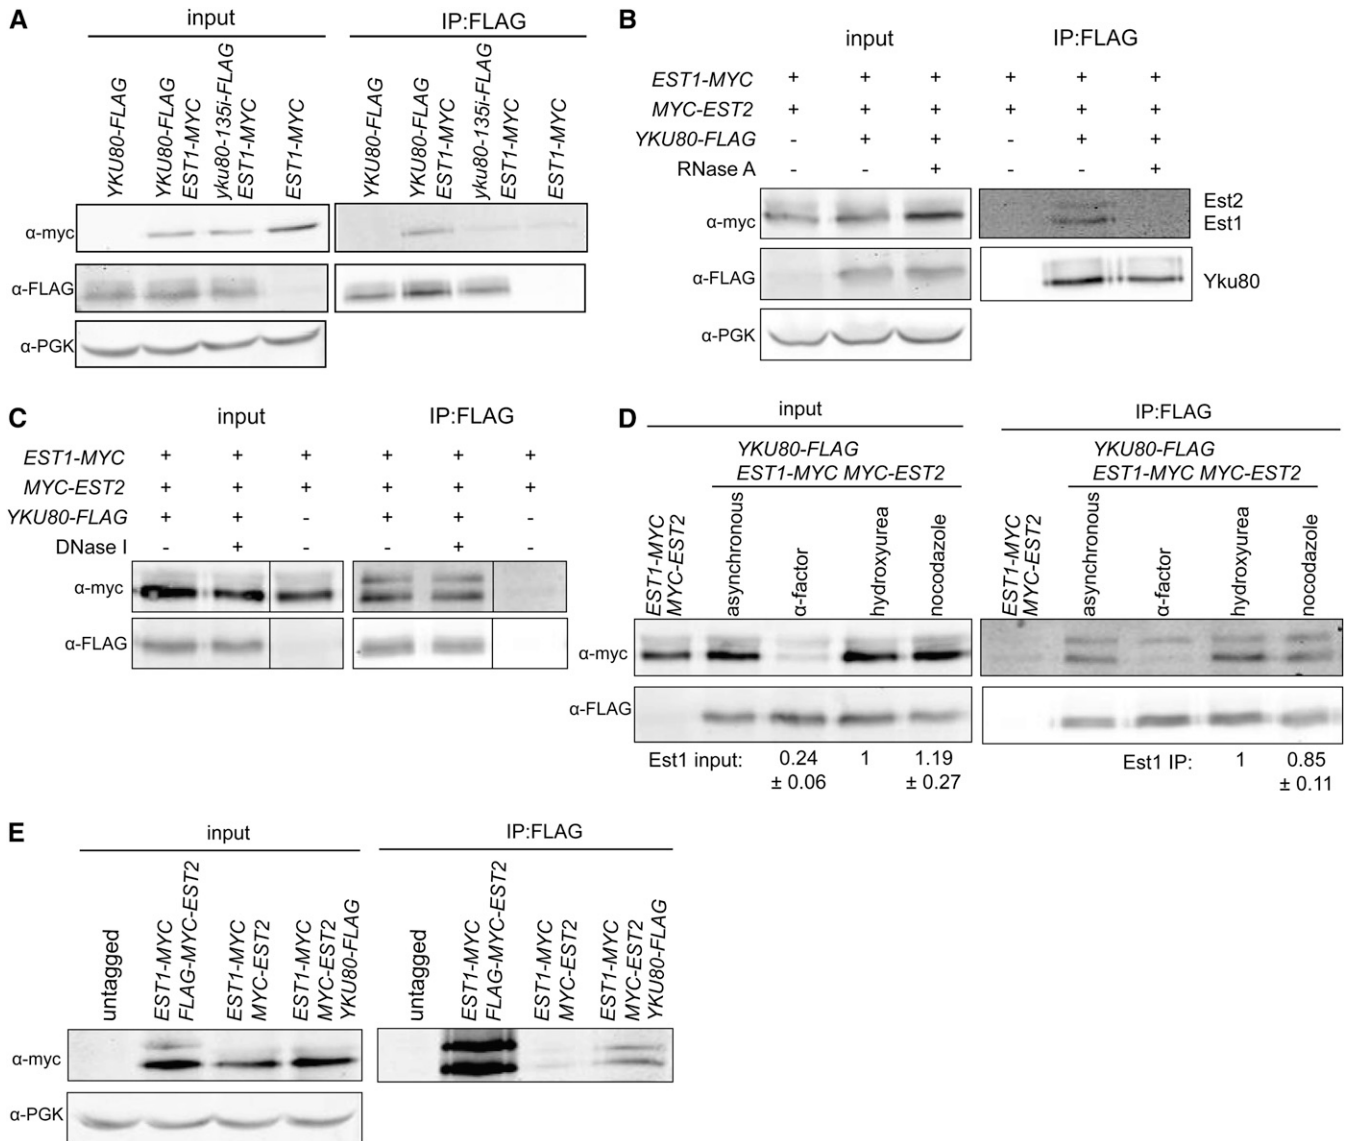 A
input
IP:FLAG
YKU80-FLAG
YKU80-FLAG
EST1-MYC
yku80-135i-FLAG
EST1-MYC
EST1-MYC
YKU80-FLAG
YKU80-FLAG
EST1-MYC
yku80-135i-FLAG
EST1-MYC
EST1-MYC
α-myc
α-FLAG
α-PGK
B
input
IP:FLAG
EST1-MYC + + + + + +
MYC-EST2 + + + + + +
YKU80-FLAG - + + - + +
RNase A - - + - - +
α-myc
Est2
Est1
α-FLAG
Yku80
α-PGK
C
input
IP:FLAG
EST1-MYC + + + + + +
MYC-EST2 + + + + + +
YKU80-FLAG + + - + + -
DNase I - + - - + -
α-myc
α-FLAG
D
input
IP:FLAG
YKU80-FLAG
EST1-MYC MYC-EST2
YKU80-FLAG
EST1-MYC MYC-EST2
EST1-MYC
MYC-EST2
asynchronous
α-factor
hydroxyurea
nocodazole
EST1-MYC
MYC-EST2
asynchronous
α-factor
hydroxyurea
nocodazole
α-myc
α-FLAG
Est1 input: 0.24 1 1.19
± 0.06 ± 0.27
Est1 IP: 1 0.85
± 0.11
E
input
IP:FLAG
untagged
EST1-MYC
FLAG-MYC-EST2
EST1-MYC
MYC-EST2
EST1-MYC
MYC-EST2
YKU80-FLAG
untagged
EST1-MYC
FLAG-MYC-EST2
EST1-MYC
MYC-EST2
EST1-MYC
MYC-EST2
YKU80-FLAG
α-myc
α-PGK